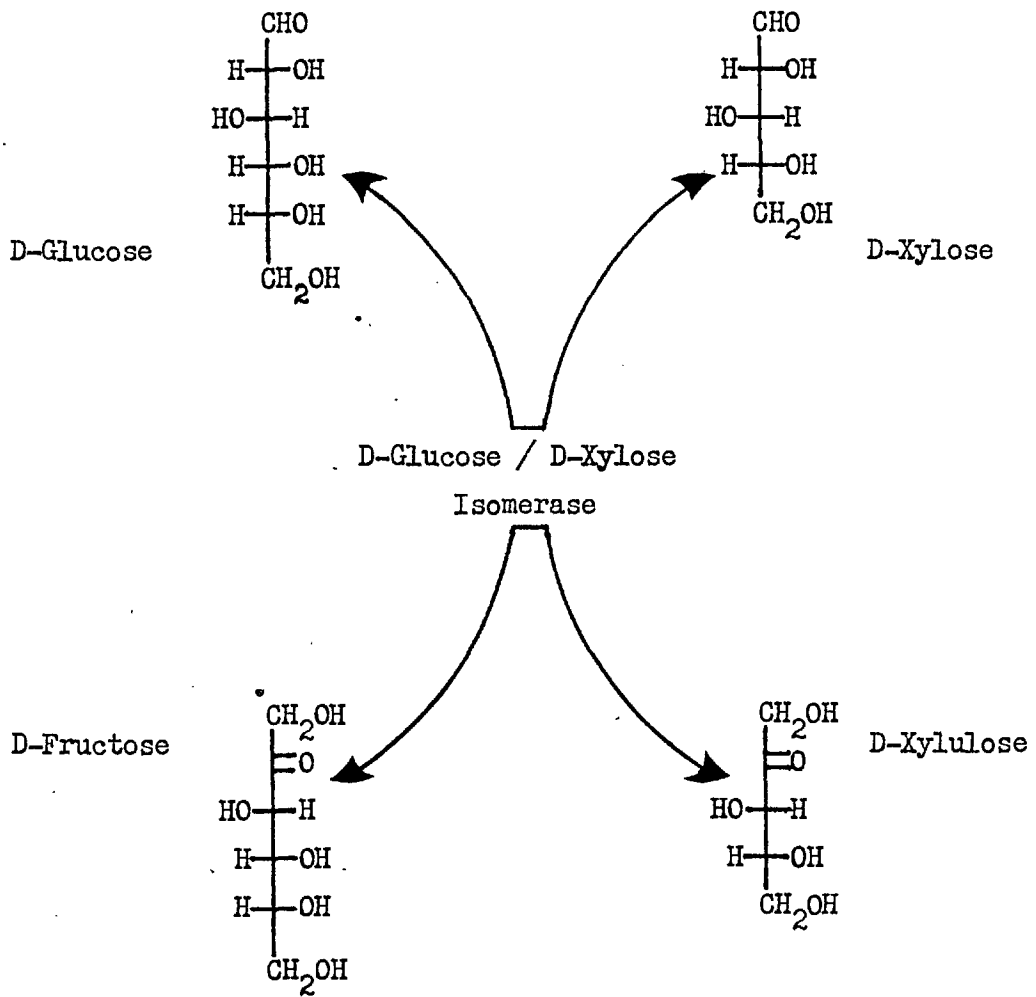 CHO
H OH
HO H
H OH
H OH
CH2OH
D-Glucose
CHO
H OH
HO H
H OH
CH2OH
D-Xylose
D-Glucose / D-Xylose
Isomerase
D-Fructose
CH2OH
O
HO H
H OH
H OH
CH2OH
CH2OH
O
HO H
H OH
CH2OH
D-Xylulose